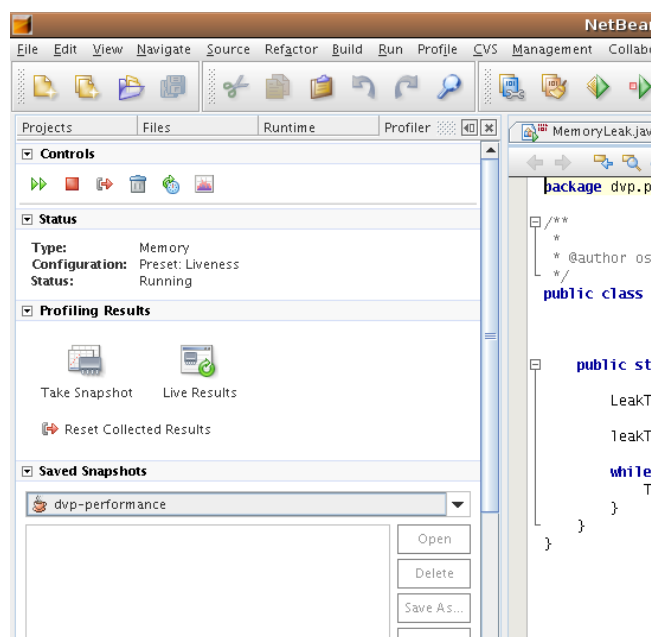 NetBea
File Edit View Navigate Source Refactor Build Run Profile CVS Management Collabo
Projects Files Runtime Profiler MemoryLeak.jav
Controls
package dvp.p
Status
/**
*
Type: Memory
* @author os
Configuration: Preset: Liveness
*/
Status: Running
public class
Profiling Results
public st
Take Snapshot Live Results
LeakT
Reset Collected Results
leakT
Saved Snapshots
while
T
dvp-performance
}
}
Open
}
Delete
Save As...